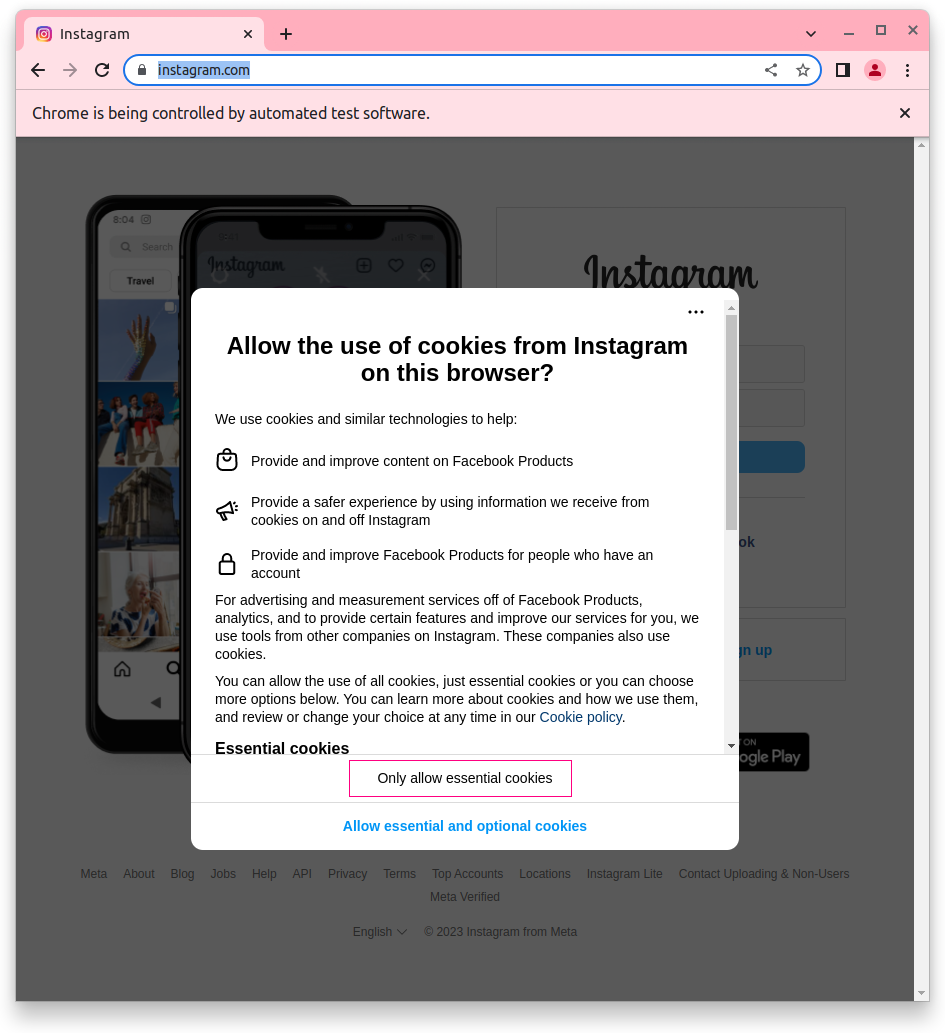 Instagram
instagram.com
Chrome is being controlled by automated test software.
8:04
Search
Travel
9:41
Instagram
Instagram
Allow the use of cookies from Instagram
on this browser?
We use cookies and similar technologies to help:
Provide and improve content on Facebook Products
Provide a safer experience by using information we receive from
cookies on and off Instagram
Provide and improve Facebook Products for people who have an
account
For advertising and measurement services off of Facebook Products,
analytics, and to provide certain features and improve our services for you, we
use tools from other companies on Instagram. These companies also use
cookies.
You can allow the use of all cookies, just essential cookies or you can choose
more options below. You can learn more about cookies and how we use them,
and review or change your choice at any time in our Cookie policy.
Essential cookies
Only allow essential cookies
Allow essential and optional cookies
ok
gn up
T ON
ogle Play
Meta About Blog Jobs Help API Privacy Terms Top Accounts Locations Instagram Lite Contact Uploading & Non-Users
Meta Verified
English © 2023 Instagram from Meta